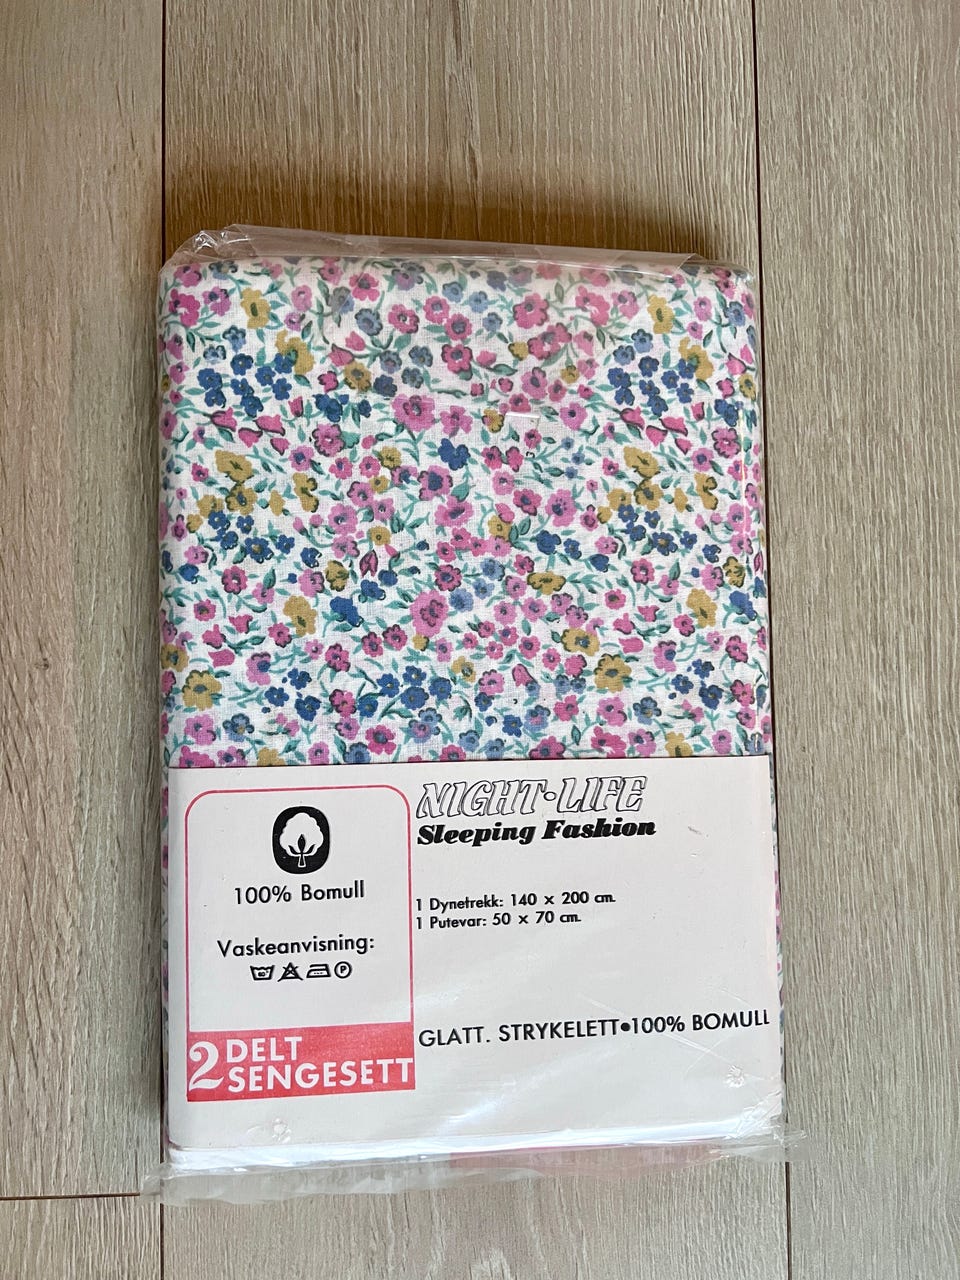 NIGHT·LIFE
Sleeping Fashion
100% Bomull
Vaskeanvisning:
P
2 DELT
SENGESETT
1 Dynetrekk: 140 x 200 cm.
1 Putevar: 50 x 70 cm.
GLATT. STRYKELETT●100% BOMULL